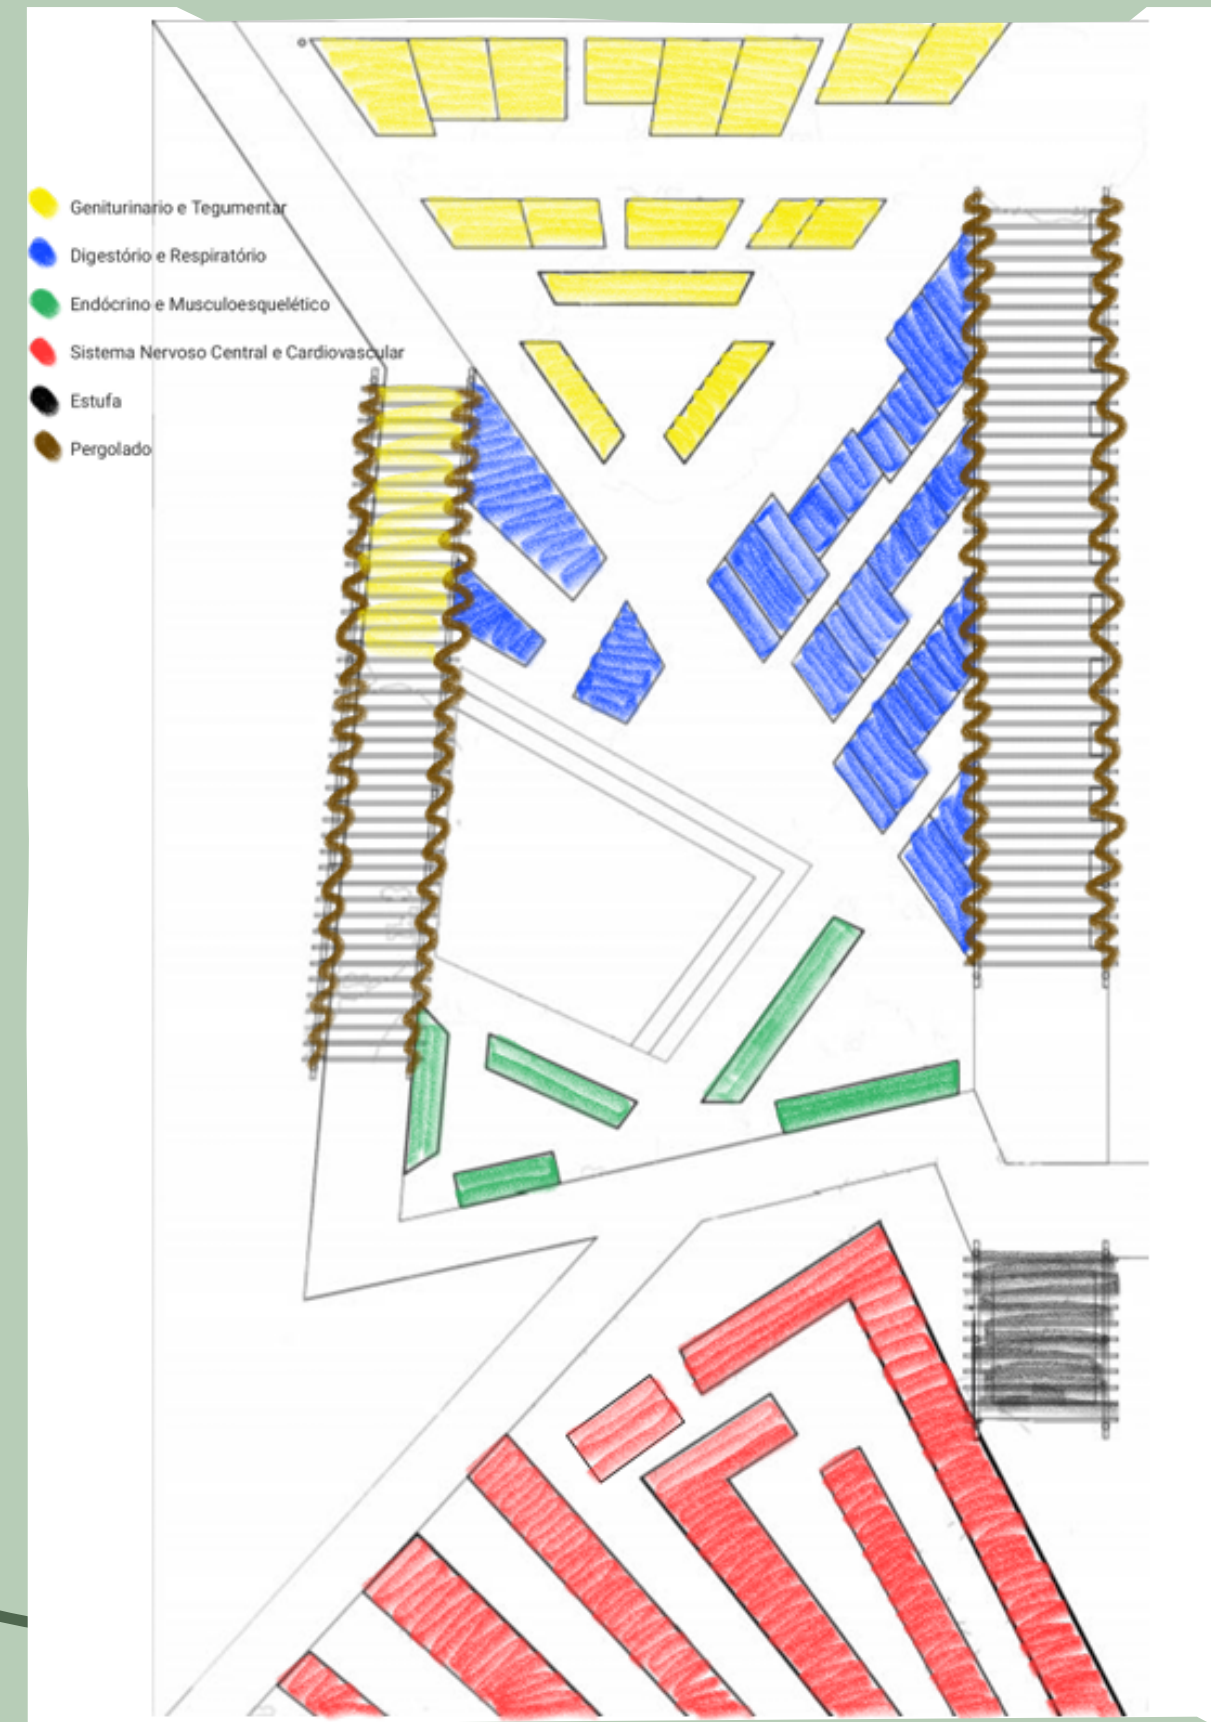 Geniturinario e Tegumentar
Digestório e Respiratório
Endócrino e Musculoesquelético
Sistema Nervoso Central e Cardiovascular
Estufa
Pergolado